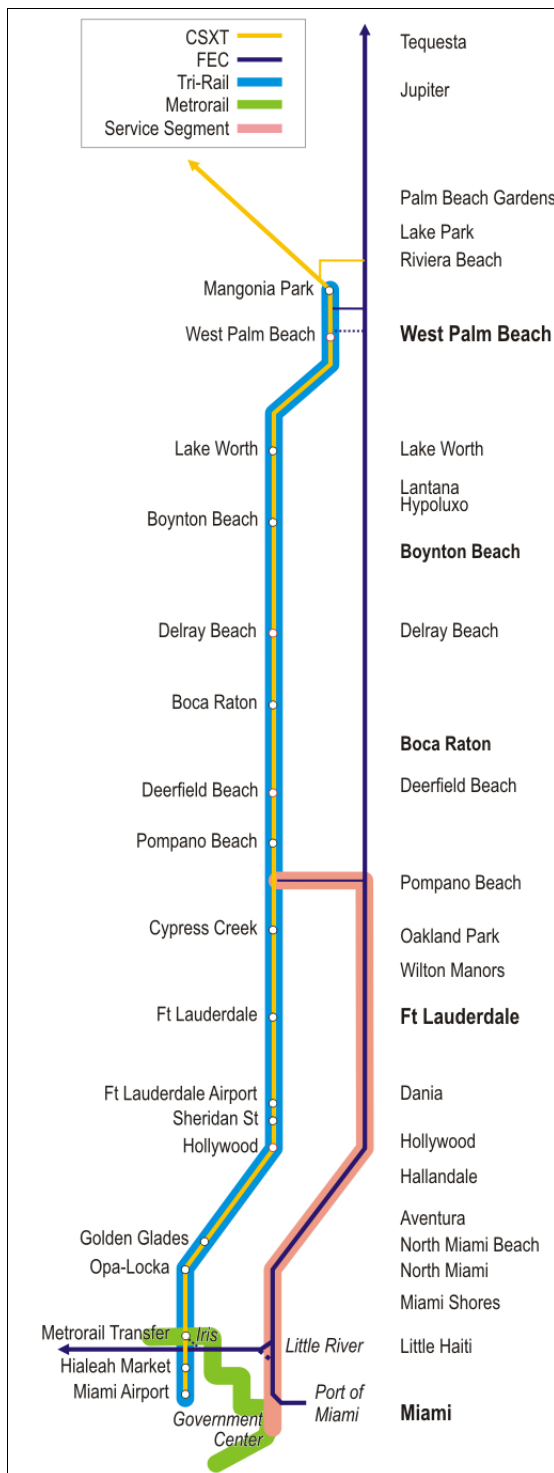 CSXT
FEC
Tri-Rail
Metrorail
Service Segment
Tequesta
Jupiter
Palm Beach Gardens
Lake Park
Riviera Beach
Mangonia Park
West Palm Beach
West Palm Beach
Lake Worth
Lake Worth
Lantana
Hypoluxo
Boynton Beach
Boynton Beach
Delray Beach
Delray Beach
Boca Raton
Boca Raton
Deerfield Beach
Deerfield Beach
Pompano Beach
Pompano Beach
Cypress Creek
Oakland Park
Wilton Manors
Ft Lauderdale
Ft Lauderdale
Ft Lauderdale Airport
Dania
Sheridan St
Hollywood
Hollywood
Hallandale
Aventura
Golden Glades
North Miami Beach
Opa-Locka
North Miami
Miami Shores
Metrorail Transfer
Iris
Little River
Little Haiti
Hialeah Market
Miami Airport
Port of
Miami
Miami
Government
Center